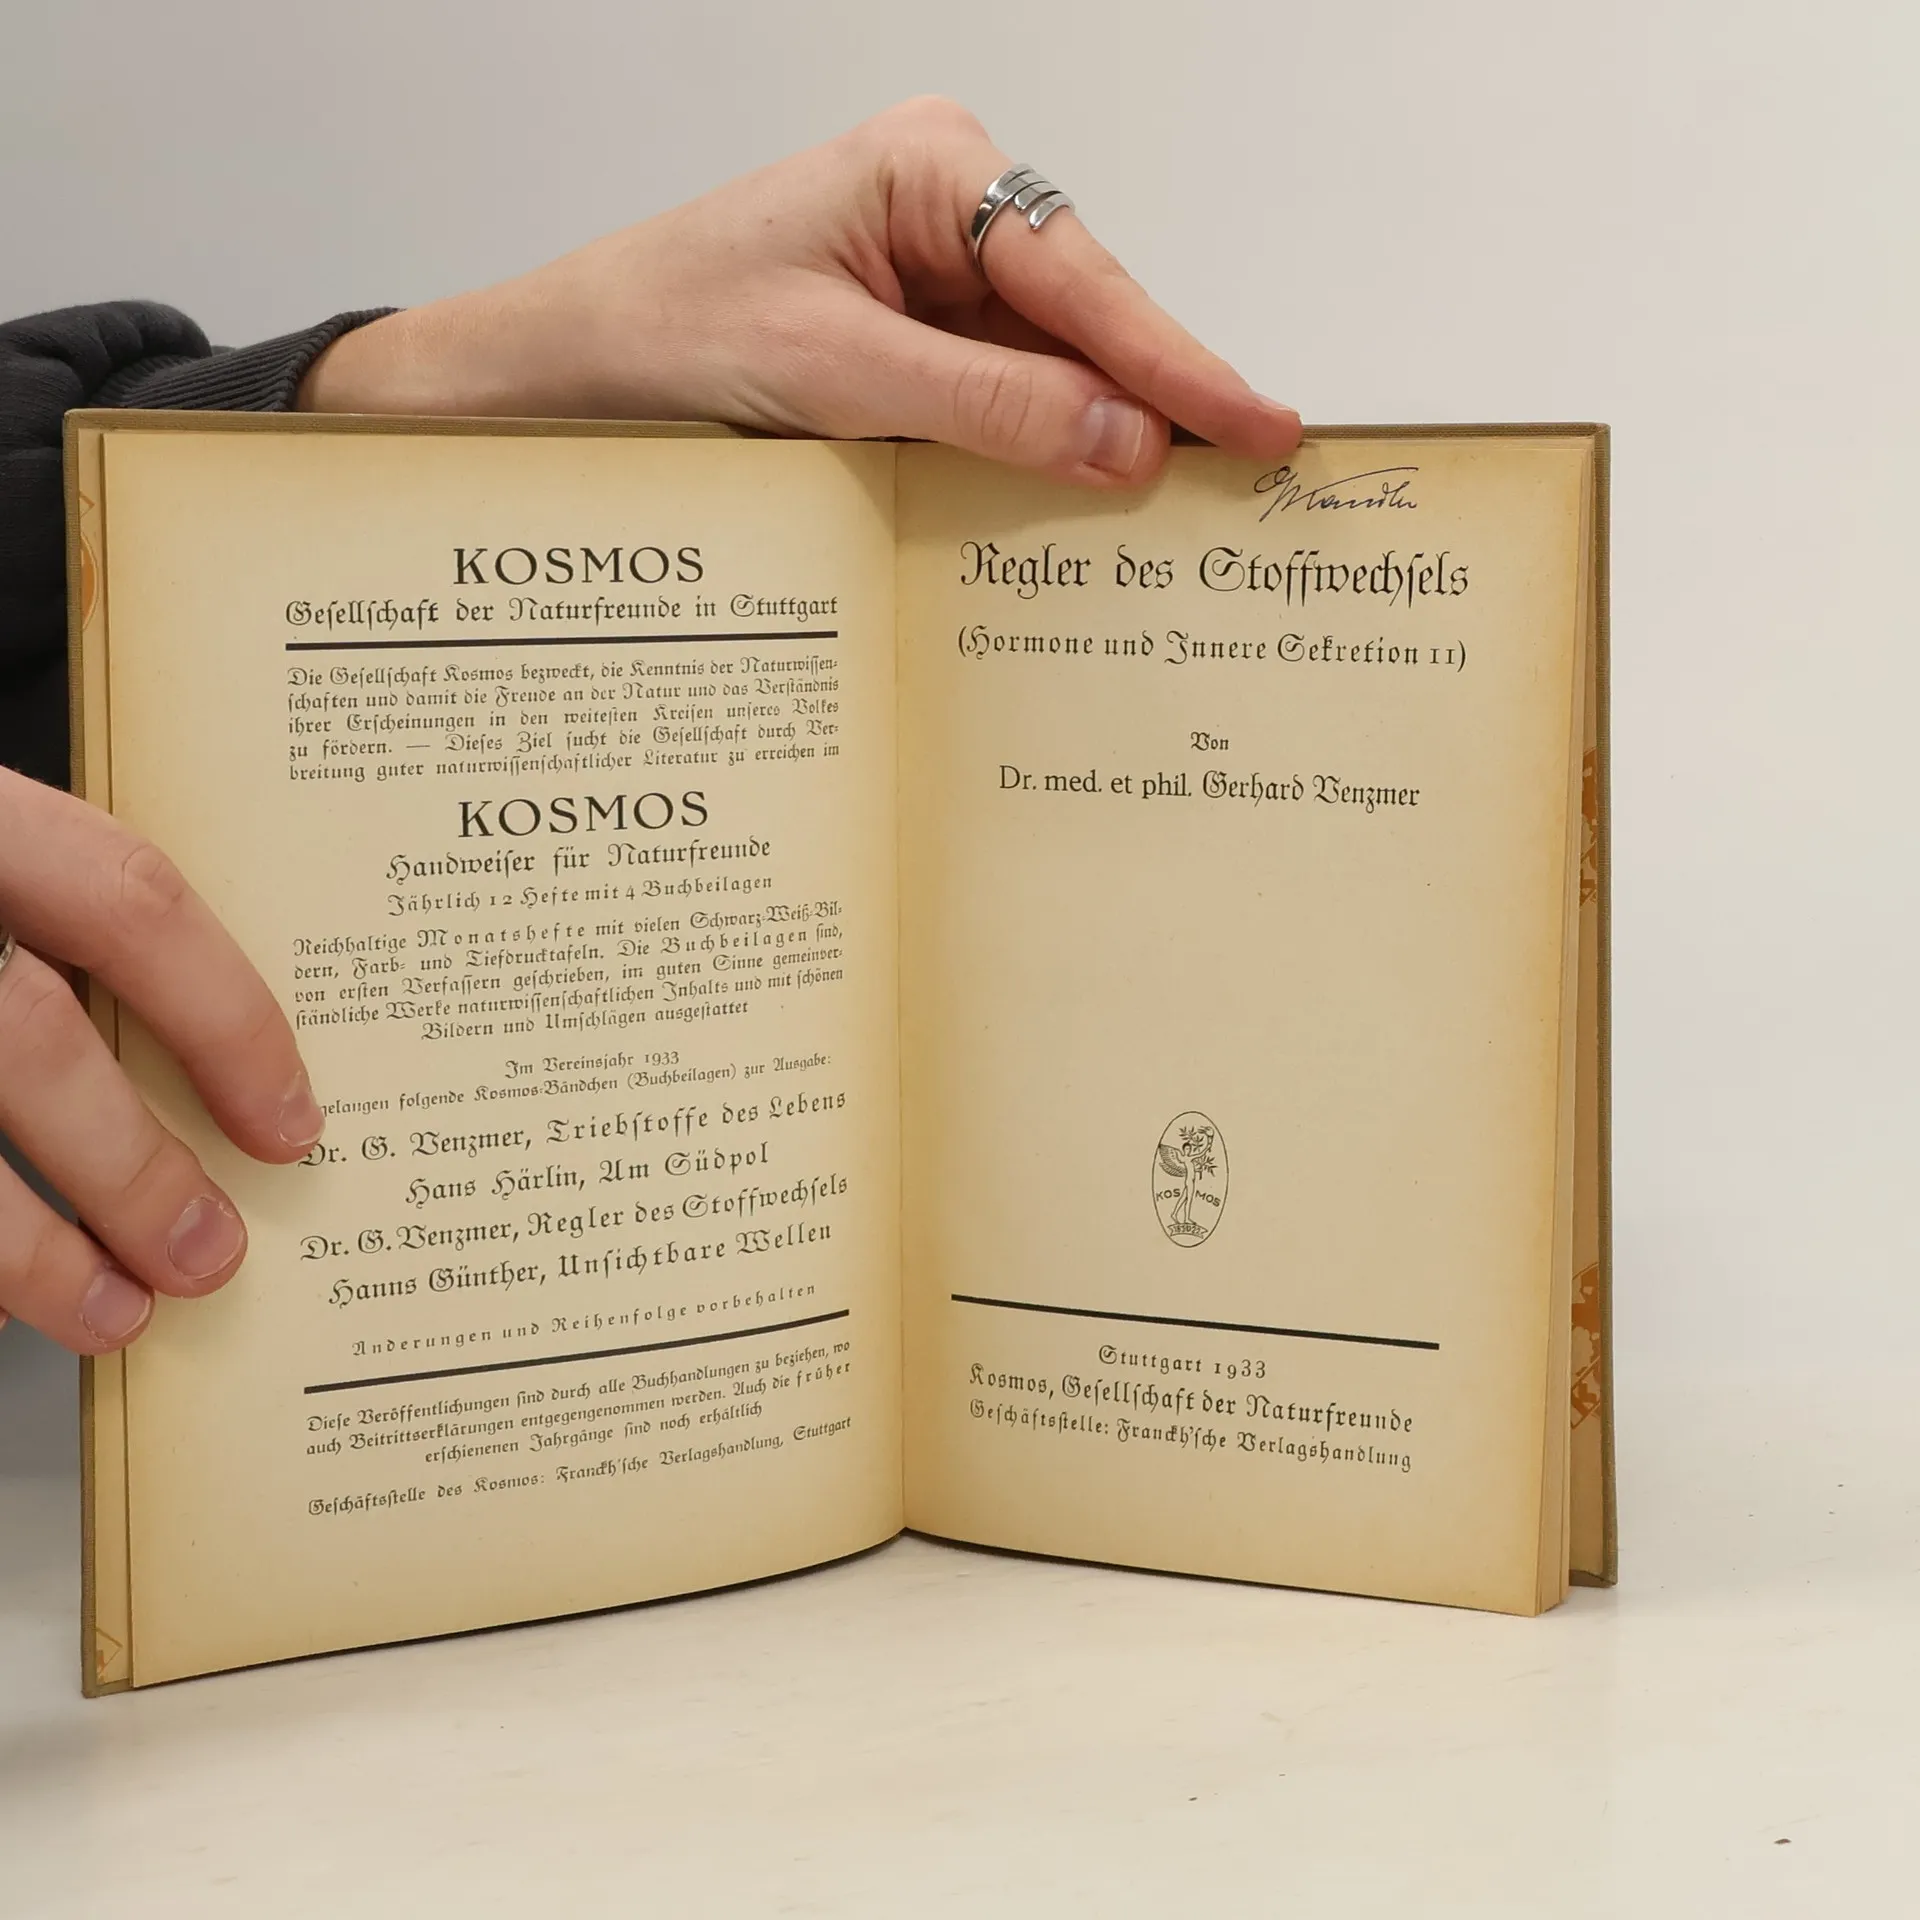 KOSMOS
Gesellschaft der Naturfreunde in Stuttgart
Die Gesellschaft Kosmos bezweckt, die Kenntnis der Naturwissen-
schaften und damit die Freude an der Natur und das Verständnis
ihrer Erscheinungen in den weitesten Kreisen unseres Volkes
zu fördern. — Dieses Ziel sucht die Gesellschaft durch Ver-
breitung guter naturwissenschaftlicher Literatur zu erreichen im
KOSMOS
Handweiser für Naturfreunde
Jährlich 12 Hefte mit 4 Buchbeilagen
Reichhaltige Monatshefte mit vielen Schwarz-Weiß-Bil-
dern, Farb- und Tiefdrucktafeln. Die Buchbeilagen sind,
von ersten Verfassern geschrieben, im guten Sinne gemeinver-
ständliche Werke naturwissenschaftlichen Inhalts und mit schönen
Bildern und Umschlägen ausgestattet
Im Vereinsjahr 1933
gelangen folgende Kosmos-Bändchen (Buchbeilagen) zur Ausgabe:
Dr. G. Venzmer, Triebstoffe des Lebens
Hans Härlin, Am Südpol
Dr. G. Venzmer, Regler des Stoffwechsels
Hanns Günther, Unsichtbare Wellen
Änderungen und Reihenfolge vorbehalten
Diese Veröffentlichungen sind durch alle Buchhandlungen zu beziehen, wo
auch Beitrittserklärungen entgegengenommen werden. Auch die früher
erschienenen Jahrgänge sind noch erhältlich
Geschäftsstelle des Kosmos: Franckh'sche Verlagshandlung, Stuttgart
Regler des Stoffwechsels
(Hormone und Innere Sekretion II)
Von
Dr. med. et phil. Gerhard Venzmer
KOSMOS
Stuttgart 1933
Kosmos, Gesellschaft der Naturfreunde
Geschäftsstelle: Franckh'sche Verlagshandlung